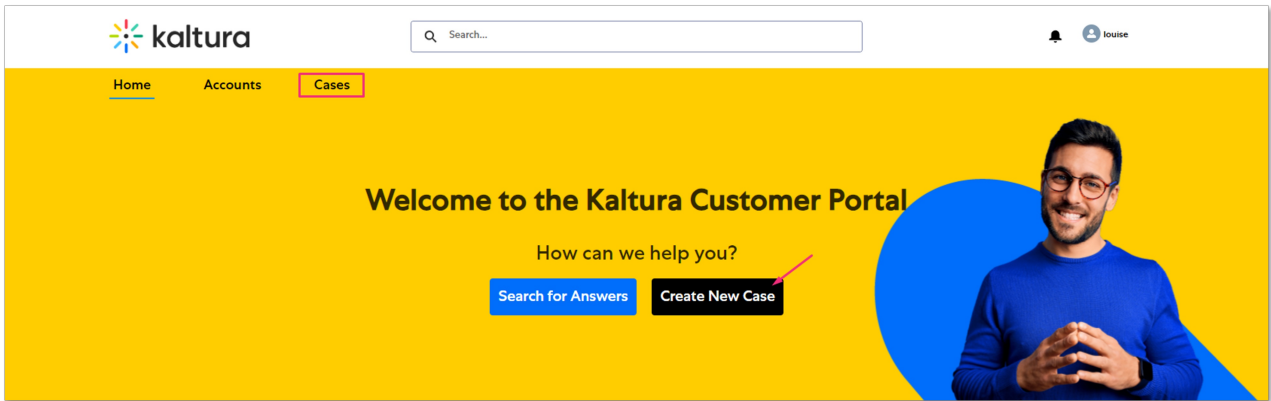 kaltura
Search...
louise
Home Accounts Cases
Welcome to the Kaltura Customer Portal
How can we help you?
Search for Answers Create New Case